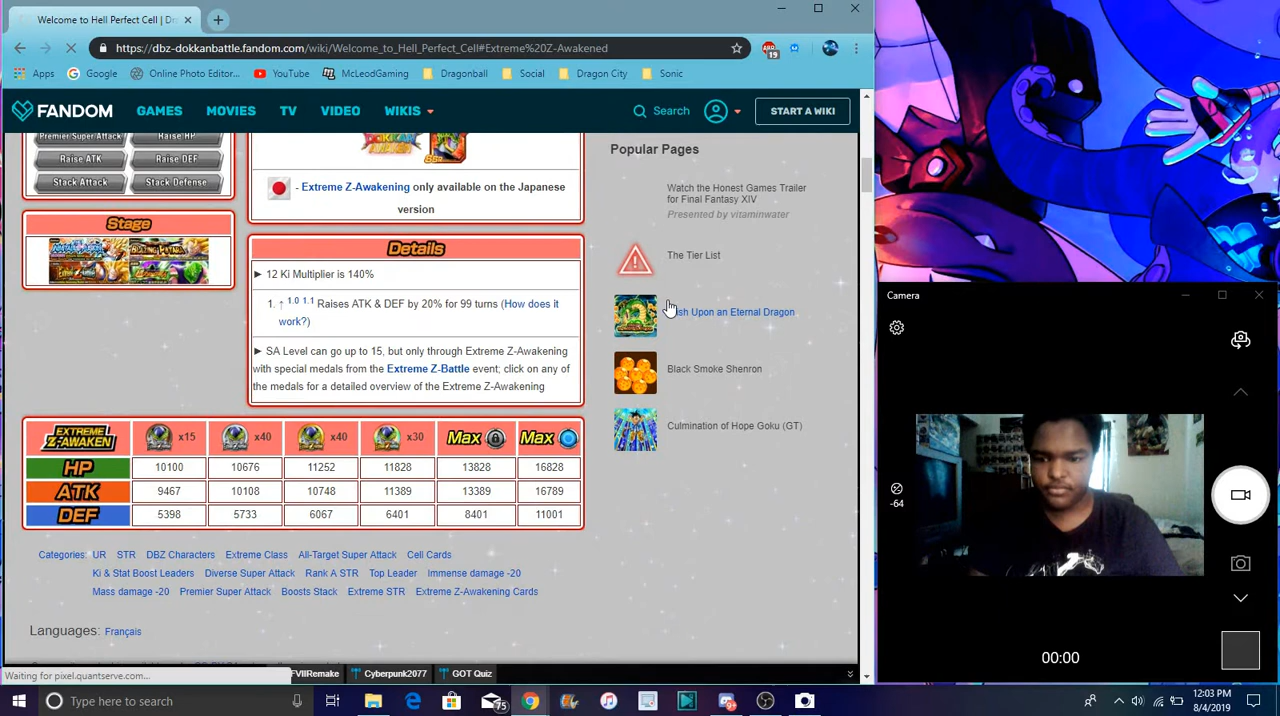 Welcome to Hell Perfect Cell | Dr
https://dbz-dokkanbattle.fandom.com/wiki/Welcome_to_Hell_Perfect_Cell#Extreme%20Z-Awakened
19
Apps
Google
Online Photo Editor...
YouTube
McLeodGaming
Dragonball
Social
Dragon City
Sonic
FANDOM
GAMES
MOVIES
TV
VIDEO
WIKIS
Search
START A WIKI
Premier Super Attack
Raise HP
Raise ATK
Raise DEF
Stack Attack
Stack Defense
Stage
- Extreme Z-Awakening only available on the Japanese
version
Details
► 12 Ki Multiplier is 140%
1. ↑ 1.0 1.1 Raises ATK & DEF by 20% for 99 turns (How does it
work?)
► SA Level can go up to 15, but only through Extreme Z-Awakening
with special medals from the Extreme Z-Battle event; click on any of
the medals for a detailed overview of the Extreme Z-Awakening
EXTREME Z-AWAKEN x15 x40 x40 x30 Max Max
HP 10100 10676 11252 11828 13828 16828
ATK 9467 10108 10748 11389 13389 16789
DEF 5398 5733 6067 6401 8401 11001
Categories: UR STR DBZ Characters Extreme Class All-Target Super Attack Cell Cards
Ki & Stat Boost Leaders Diverse Super Attack Rank A STR Top Leader Immense damage -20
Mass damage -20 Premier Super Attack Boosts Stack Extreme STR Extreme Z-Awakening Cards
Languages: Français
Popular Pages
Watch the Honest Games Trailer
for Final Fantasy XIV
Presented by vitaminwater
The Tier List
sh Upon an Eternal Dragon
Black Smoke Shenron
Culmination of Hope Goku (GT)
Waiting for pixel.quantserve.com...
FVIIRemake
Cyberpunk2077
GOT Quiz
Camera
-64
00:00
Type here to search
75
12:03 PM
8/4/2019